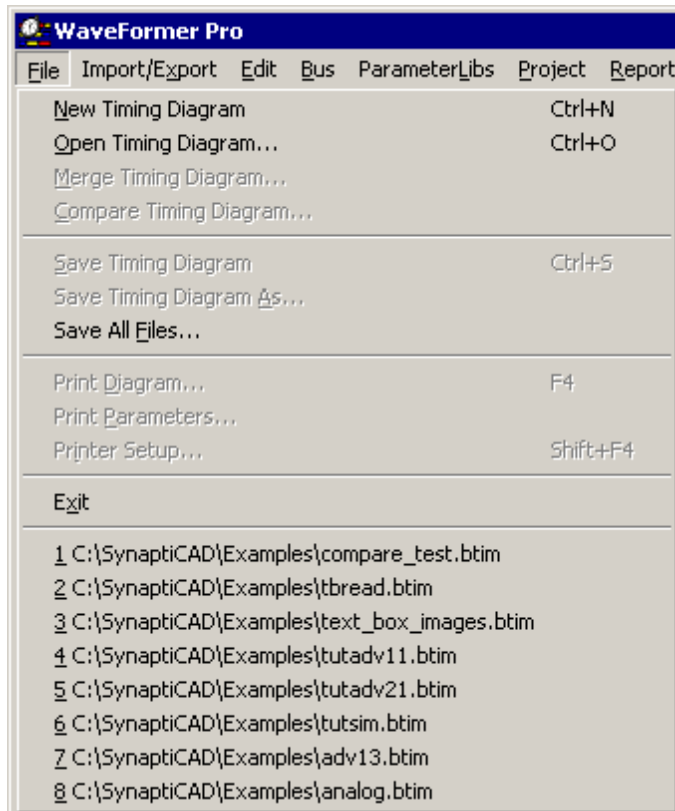 WaveFormer Pro
File Import/Export Edit Bus ParameterLibs Project Report
New Timing Diagram Ctrl+N
Open Timing Diagram... Ctrl+O
Merge Timing Diagram...
Compare Timing Diagram...
Save Timing Diagram Ctrl+S
Save Timing Diagram As...
Save All Files...
Print Diagram... F4
Print Parameters...
Printer Setup... Shift+F4
Exit
1 C:\SynaptiCAD\Examples\compare_test.btim
2 C:\SynaptiCAD\Examples\tbread.btim
3 C:\SynaptiCAD\Examples\text_box_images.btim
4 C:\SynaptiCAD\Examples\tutadv11.btim
5 C:\SynaptiCAD\Examples\tutadv21.btim
6 C:\SynaptiCAD\Examples\tutsim.btim
7 C:\SynaptiCAD\Examples\adv13.btim
8 C:\SynaptiCAD\Examples\analog.btim